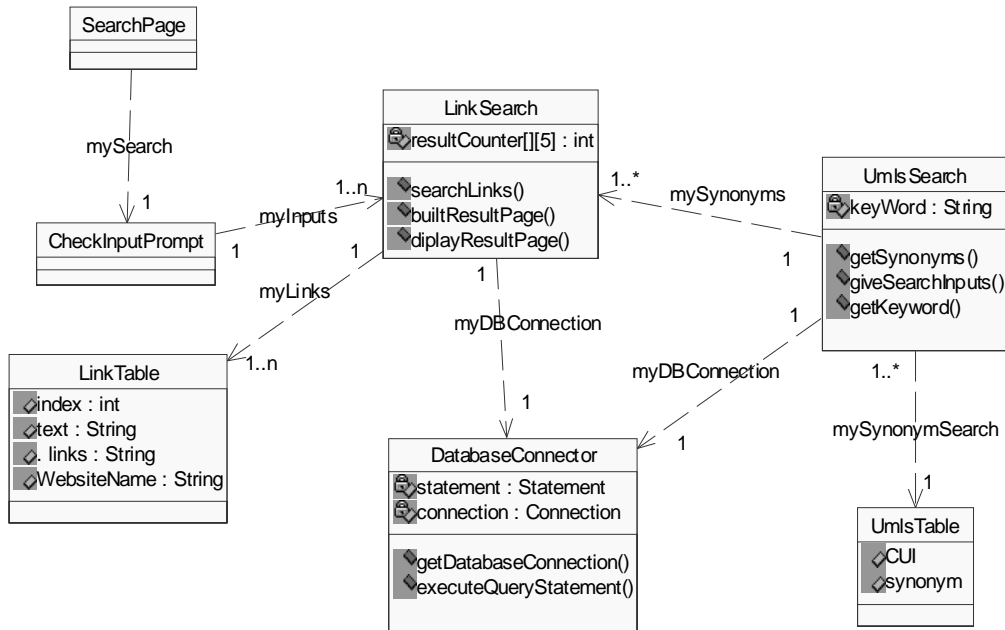 SearchPage
mySearch
1
CheckInputPrompt
1
myInputs
1..n
LinkSearch
resultCounter[][5] : int
searchLinks()
builtResultPage()
diplayResultPage()
1
myLinks
1..n
LinkTable
index : int
text : String
. links : String
WebsiteName : String
1
myDBConnection
1
DatabaseConnector
statement : Statement
connection : Connection
getDatabaseConnection()
executeQueryStatement()
1..*
mySynonyms
1
UmlsSearch
keyWord : String
getSynonyms()
giveSearchInputs()
getKeyword()
1
myDBConnection
1
1..*
mySynonymSearch
1
UmlsTable
CUI
synonym